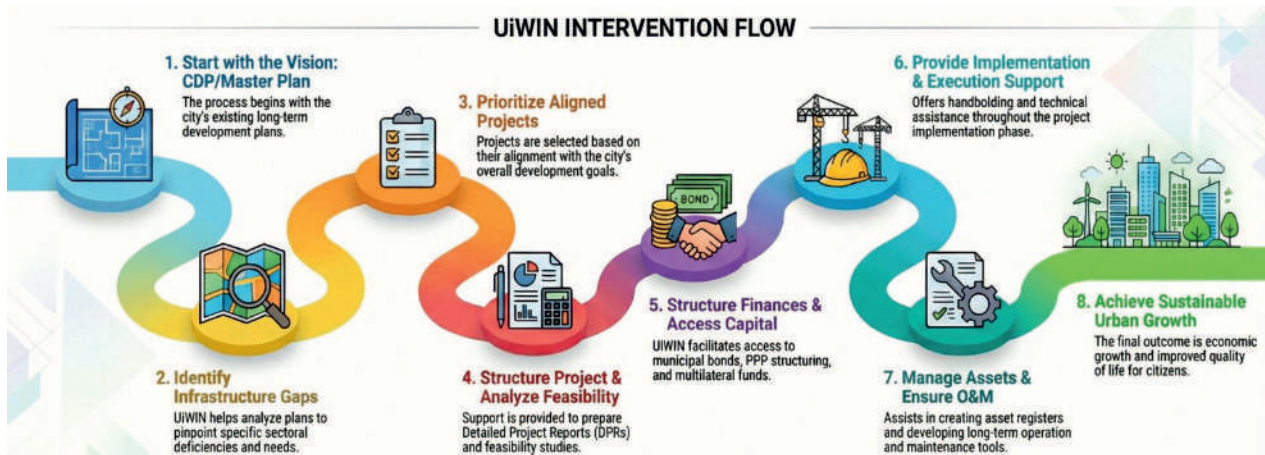 UiWIN INTERVENTION FLOW
1. Start with the Vision:
CDP/Master Plan
The process begins with the
city's existing long-term
development plans.
2. Identify
Infrastructure Gaps
UiWIN helps analyze plans to
pinpoint specific sectoral
deficiencies and needs.
3. Prioritize Aligned
Projects
Projects are selected based on
their alignment with the city's
overall development goals.
4. Structure Project &
Analyze Feasibility
Support is provided to prepare
Detailed Project Reports (DPRs)
and feasibility studies.
BOND
5. Structure Finances &
Access Capital
UiWIN facilitates access to
municipal bonds, PPP structuring,
and multilateral funds.
6. Provide Implementation
& Execution Support
Offers handbolding and technical
assistance throughout the project
implementation phase.
7. Manage Assets &
Ensure O&M
Assists in creating asset registers
and developing long-term operation
and maintenance tools.
8. Achieve Sustainable
Urban Growth
The final outcome is economic
growth and improved quality
of life for citizens.